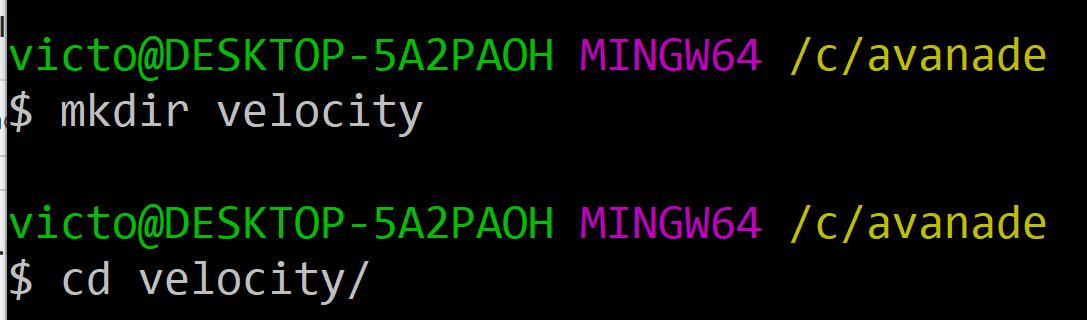 victo@DESKTOP-5A2PAOH MINGW64 /c/avanade
$ mkdir velocity
victo@DESKTOP-5A2PAOH MINGW64 /c/avanade
$ cd velocity/